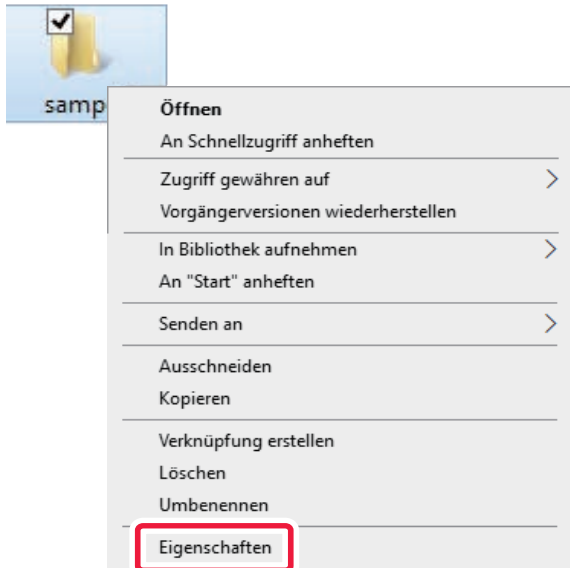 samp
Öffnen
An Schnellzugriff anheften
Zugriff gewähren auf
Vorgängerversionen wiederherstellen
In Bibliothek aufnehmen
An "Start" anheften
Senden an
Ausschneiden
Kopieren
Verknüpfung erstellen
Löschen
Umbenennen
Eigenschaften